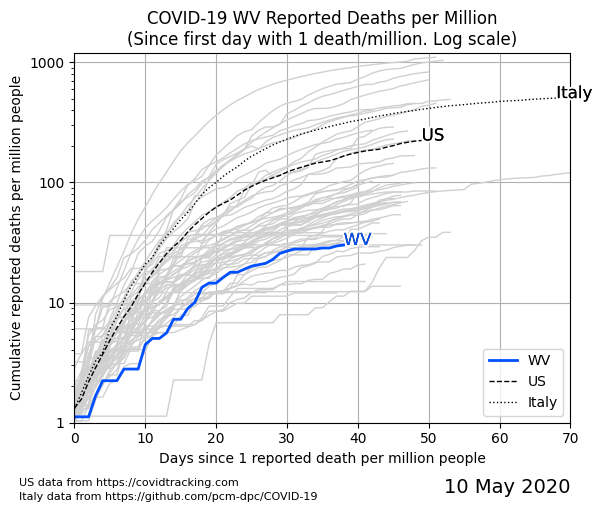 COVID-19 WV Reported Deaths per Million
(Since first day with 1 death/million. Log scale)
Cumulative reported deaths per million people
1000
100
10
1
Italy
US
WV
WV
US
Italy
0 10 20 30 40 50 60 70
Days since 1 reported death per million people
US data from https://covidtracking.com
Italy data from https://github.com/pcm-dpc/COVID-19
10 May 2020